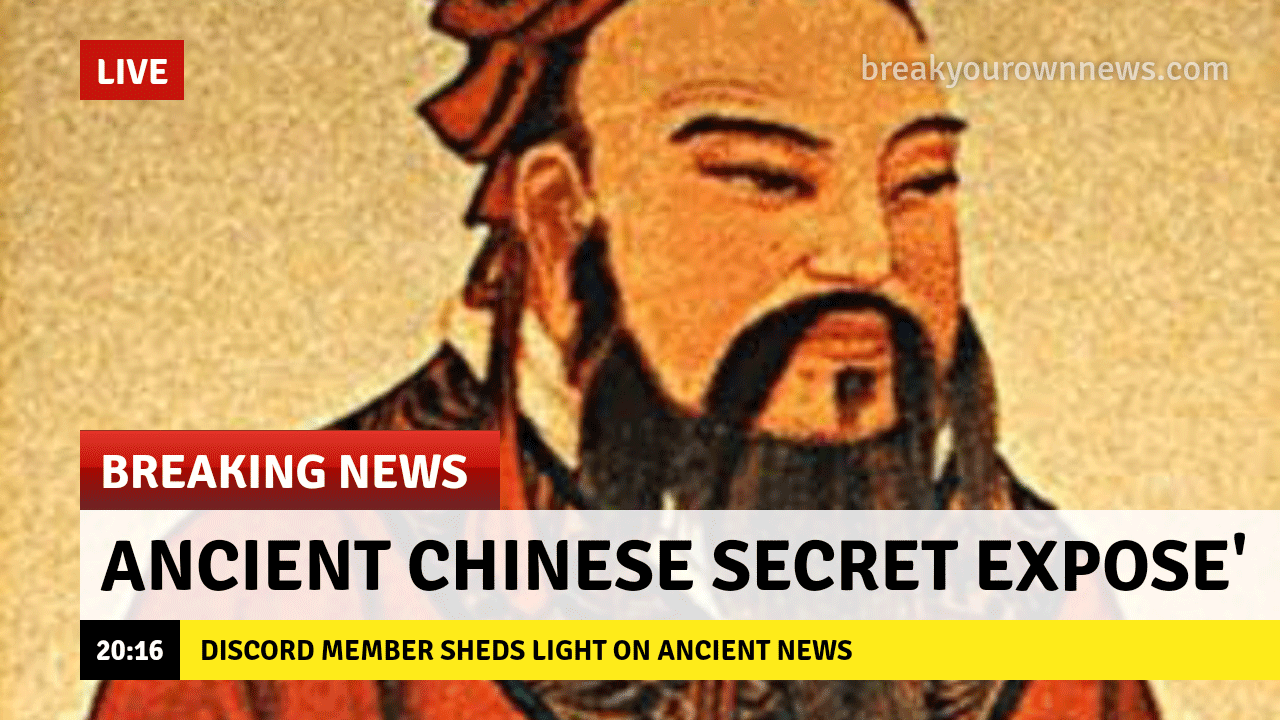 LIVE
breakyourownnews.com
BREAKING NEWS
ANCIENT CHINESE SECRET EXPOSE'
20:16 DISCORD MEMBER SHEDS LIGHT ON ANCIENT NEWS